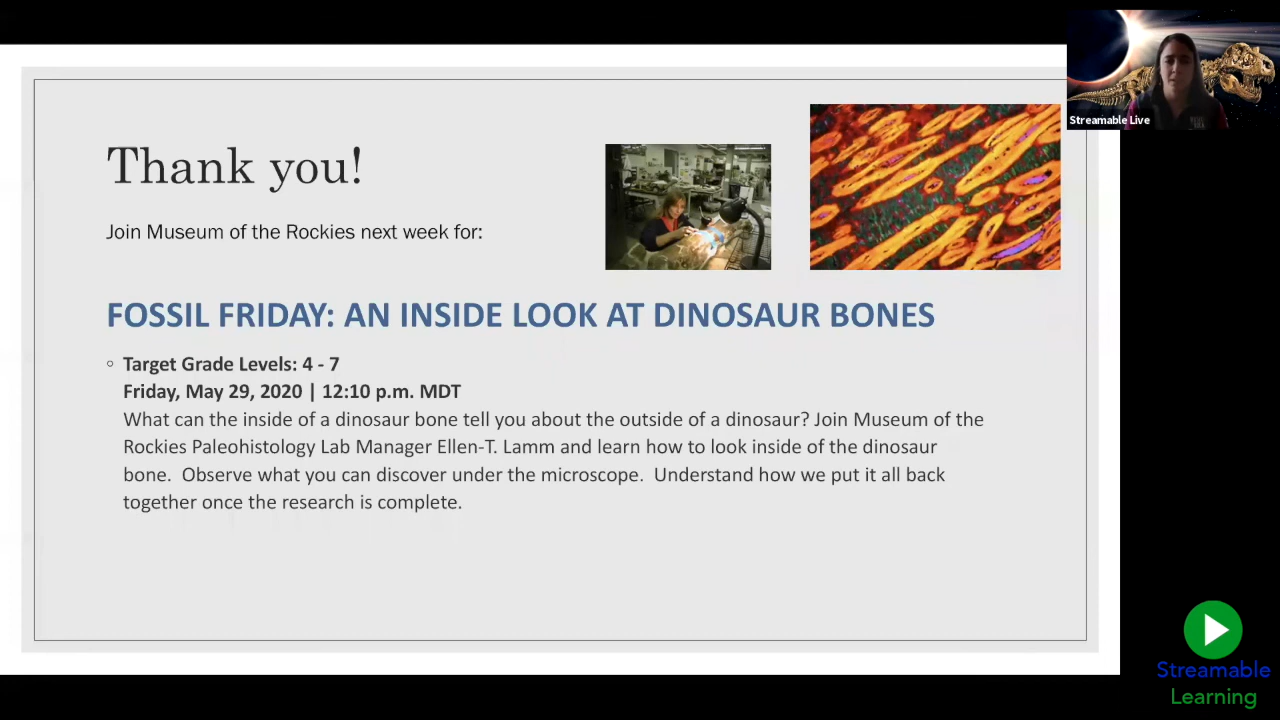 Streamable Live
Thank you!
Join Museum of the Rockies next week for:
FOSSIL FRIDAY: AN INSIDE LOOK AT DINOSAUR BONES
Target Grade Levels: 4 - 7
Friday, May 29, 2020 | 12:10 p.m. MDT
What can the inside of a dinosaur bone tell you about the outside of a dinosaur? Join Museum of the
Rockies Paleohistology Lab Manager Ellen-T. Lamm and learn how to look inside of the dinosaur
bone.  Observe what you can discover under the microscope.  Understand how we put it all back
together once the research is complete.
Streamable
Learning